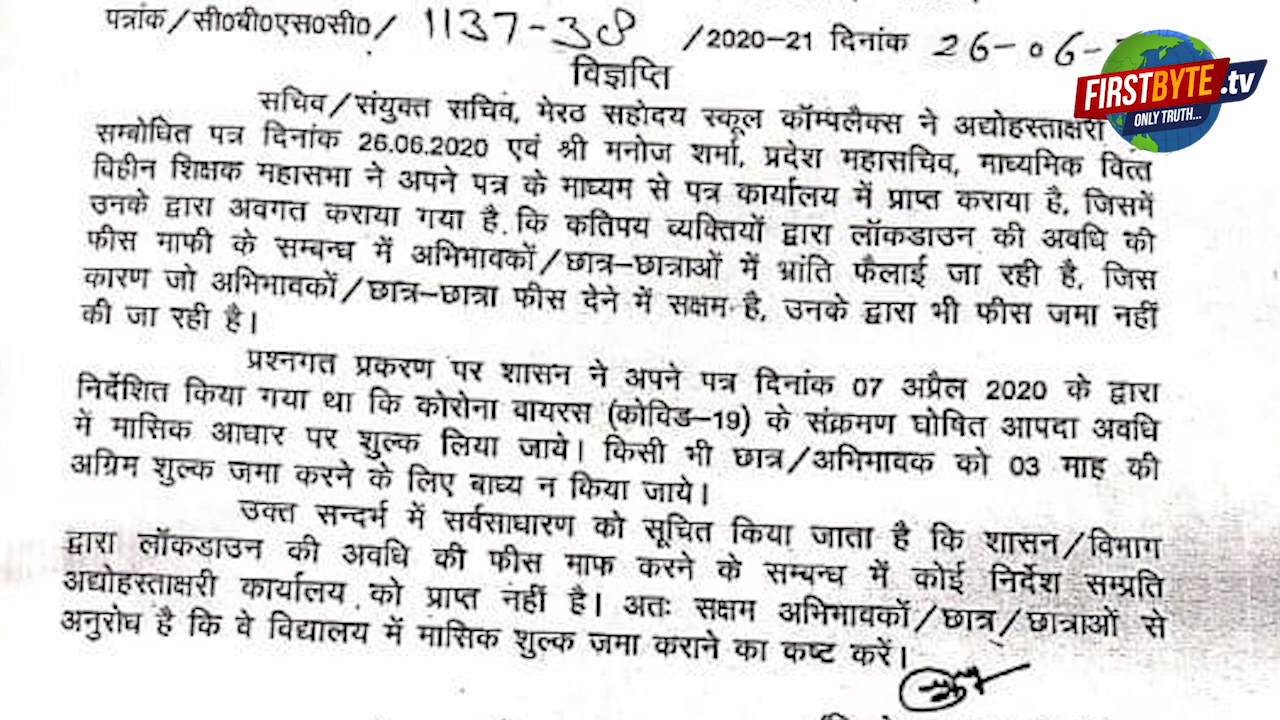 पत्रांक/सी0बी0एस0सी0/ 1137-38 /2020-21 दिनांक 26-06-
विज्ञप्ति
सचिव/संयुक्त सचिव, मेरठ सहोदय स्कूल कॉम्पलैक्स ने अद्योहस्ताक्षरी
सम्बोधित पत्र दिनांक 26.06.2020 एवं श्री मनोज शर्मा, प्रदेश महासचिव, माध्यमिक वित्त
विहीन शिक्षक महासभा ने अपने पत्र के माध्यम से पत्र कार्यालय में प्राप्त कराया है, जिसमें
उनके द्वारा अवगत कराया गया है कि कतिपय व्यक्तियों द्वारा लॉकडाउन की अवधि की
फीस माफी के सम्बन्ध में अभिभावकों/छात्र-छात्राओं में भ्रांति फैलाई जा रही है, जिस
कारण जो अभिभावकों/छात्र-छात्रा फीस देने में सक्षम है, उनके द्वारा भी फीस जमा नहीं
की जा रही है।
प्रश्नगत प्रकरण पर शासन ने अपने पत्र दिनांक 07 अप्रैल 2020 के द्वारा
निर्देशित किया गया था कि कोरोना वायरस (कोविड-19) के संक्रमण घोषित आपदा अवधि
में मासिक आधार पर शुल्क लिया जाये। किसी भी छात्र/अभिभावक को 03 माह की
अग्रिम शुल्क जमा करने के लिए बाध्य न किया जाये।
उक्त सन्दर्भ में सर्वसाधारण को सूचित किया जाता है कि शासन/विभाग
द्वारा लॉकडाउन की अवधि की फीस माफ करने के सम्बन्ध में कोई निर्देश सम्प्रति
अद्योहस्ताक्षरी कार्यालय को प्राप्त नहीं है। अतः सक्षम अभिभावकों/छात्र/छात्राओं से
अनुरोध है कि वे विद्यालय में मासिक शुल्क जमा कराने का कष्ट करें।
FIRSTBYTE.tv
ONLY TRUTH...